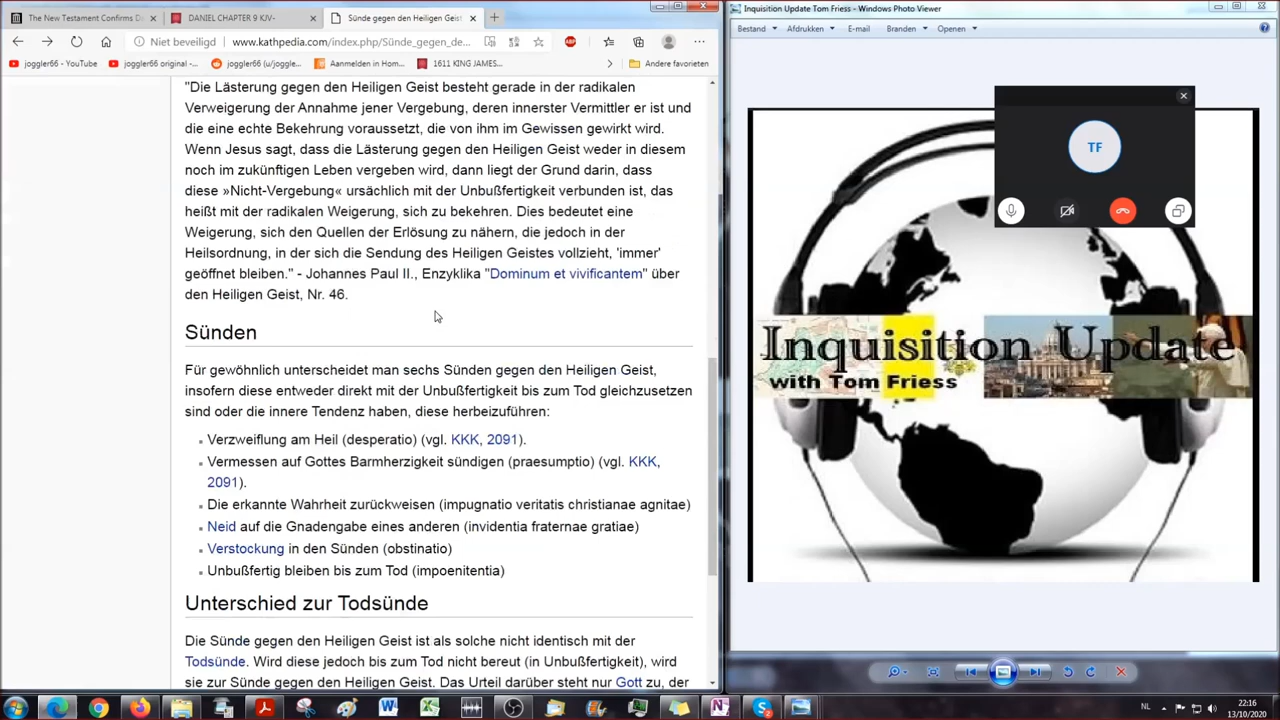 The New Testament Confirms D
DANIEL CHAPTER 9 KJV-
Sünde gegen den Heiligen Geist
Niet beveiligd
www.kathpedia.com/index.php/Sünde_gegen_de...
joggler66 - YouTube
joggler66 original -...
joggler66 (u/joggle...
Aanmelden in Hom...
1611 KING JAMES...
Andere favorieten
"Die Lästerung gegen den Heiligen Geist besteht gerade in der radikalen
Verweigerung der Annahme jener Vergebung, deren innerster Vermittler er ist und
die eine echte Bekehrung voraussetzt, die von ihm im Gewissen gewirkt wird.
Wenn Jesus sagt, dass die Lästerung gegen den Heiligen Geist weder in diesem
noch im zukünftigen Leben vergeben wird, dann liegt der Grund darin, dass
diese »Nicht-Vergebung« ursächlich mit der Unbußfertigkeit verbunden ist, das
heißt mit der radikalen Weigerung, sich zu bekehren. Dies bedeutet eine
Weigerung, sich den Quellen der Erlösung zu nähern, die jedoch in der
Heilsordnung, in der sich die Sendung des Heiligen Geistes vollzieht, 'immer'
geöffnet bleiben." - Johannes Paul II., Enzyklika "Dominum et vivificantem" über
den Heiligen Geist, Nr. 46.
Sünden
Für gewöhnlich unterscheidet man sechs Sünden gegen den Heiligen Geist,
insofern diese entweder direkt mit der Unbußfertigkeit bis zum Tod gleichzusetzen
sind oder die innere Tendenz haben, diese herbeizuführen:
Verzweiflung am Heil (desperatio) (vgl. KKK, 2091).
Vermessen auf Gottes Barmherzigkeit sündigen (praesumptio) (vgl. KKK,
2091).
Die erkannte Wahrheit zurückweisen (impugnatio veritatis christianae agnitae)
Neid auf die Gnadengabe eines anderen (invidentia fraternae gratiae)
Verstockung in den Sünden (obstinatio)
Unbußfertig bleiben bis zum Tod (impoenitentia)
Unterschied zur Todsünde
Die Sünde gegen den Heiligen Geist ist als solche nicht identisch mit der
Todsünde. Wird diese jedoch bis zum Tod nicht bereut (in Unbußfertigkeit), wird
sie zur Sünde gegen den Heiligen Geist. Das Urteil darüber steht nur Gott zu, der
Inquisition Update Tom Friess - Windows Photo Viewer
Bestand
Afdrukken
E-mail
Branden
Openen
TF
Inquisition Update
with Tom Friess
NL
22:16
13/10/2020